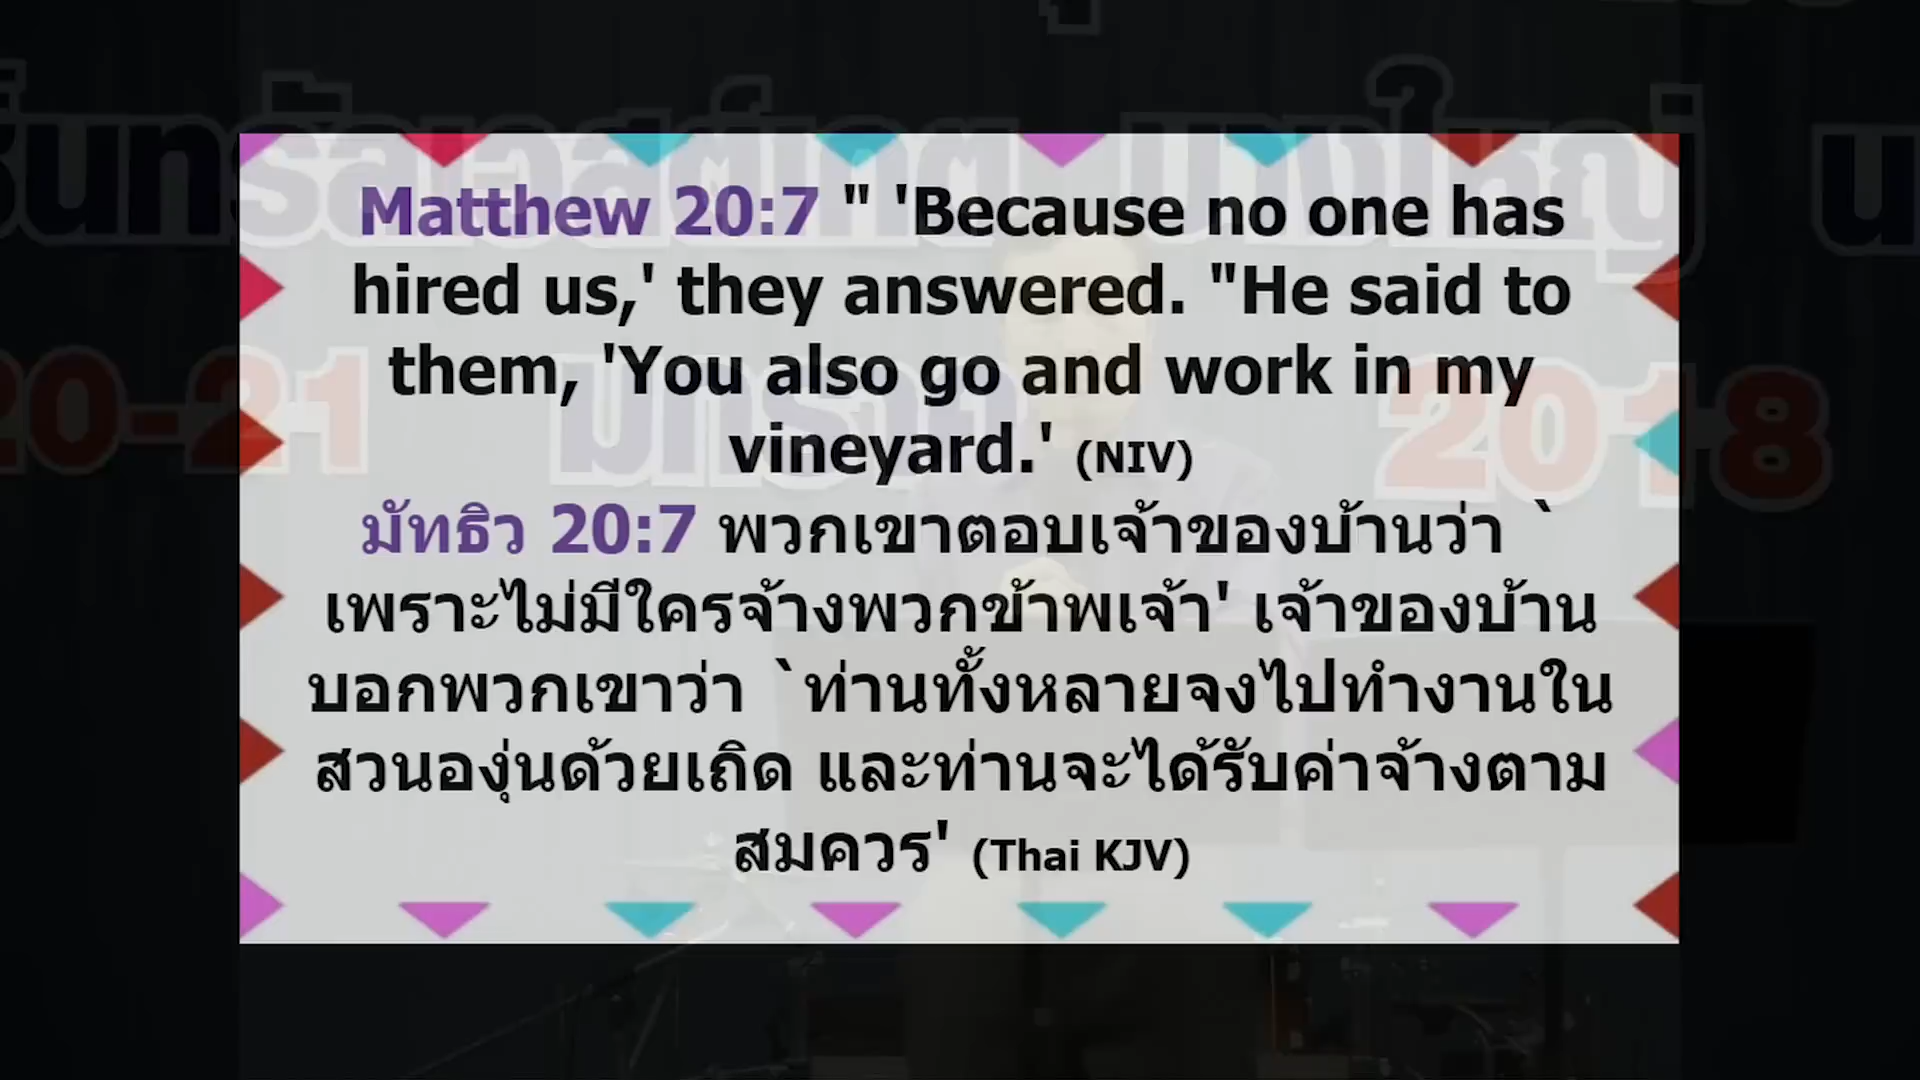 Matthew 20:7 " 'Because no one has
hired us,' they answered. "He said to
them, 'You also go and work in my
vineyard.' (NIV)
มัทธิว 20:7 พวกเขาตอบเจ้าของบ้านว่า `
เพราะไม่มีใครจ้างพวกข้าพเจ้า' เจ้าของบ้าน
บอกพวกเขาว่า `ท่านทั้งหลายจงไปทำงานใน
สวนองุ่นด้วยเถิด และท่านจะได้รับค่าจ้างตาม
สมควร' (Thai KJV)
20-21 2018